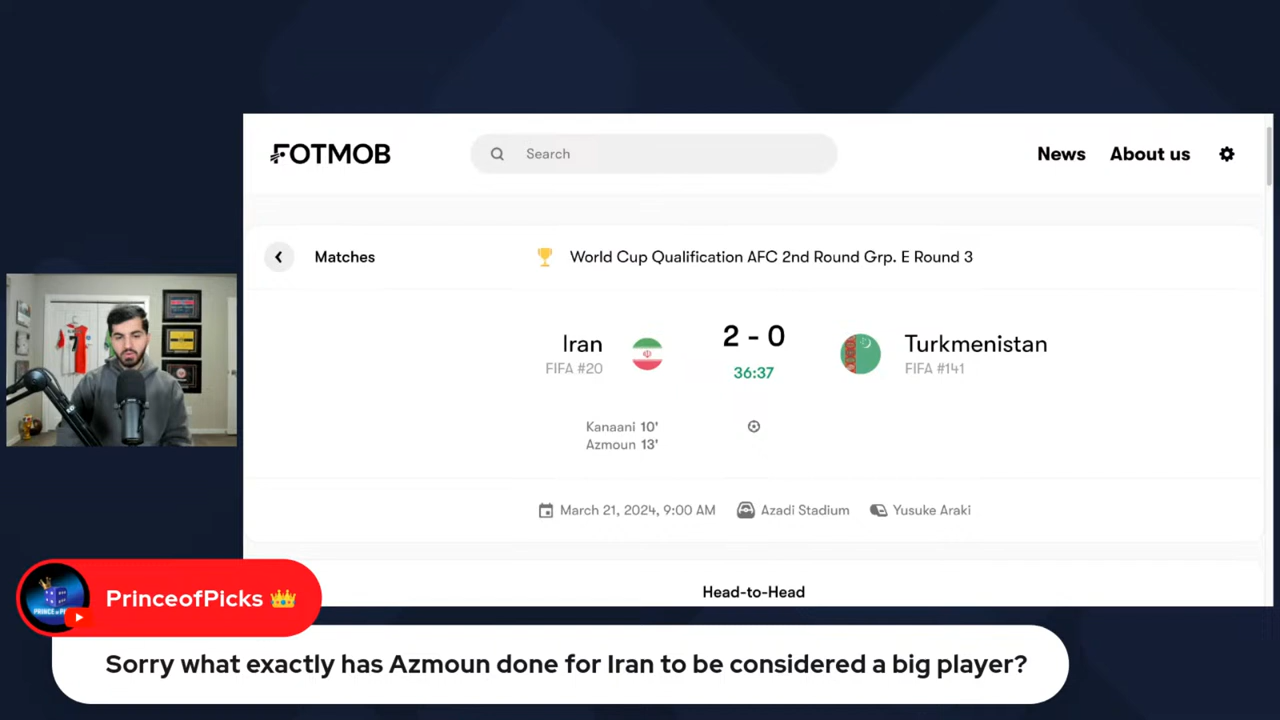 FOTMOB
Search
News
About us
Matches
World Cup Qualification AFC 2nd Round Grp. E Round 3
Iran
FIFA #20
2 - 0
36:37
Turkmenistan
FIFA #141
Kanaani 10'
Azmoun 13'
March 21, 2024, 9:00 AM
Azadi Stadium
Yusuke Araki
Head-to-Head
PrinceofPicks 👑
Sorry what exactly has Azmoun done for Iran to be considered a big player?